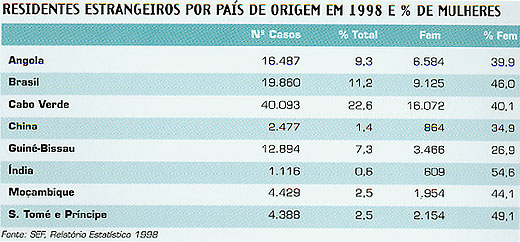 RESIDENTES ESTRANGEIROS POR PAÍS DE ORIGEM EM 1998 E % DE MULHERES
Nº Casos % Total Fem % Fem
Angola 16.487 9,3 6.584 39,9
Brasil 19.860 11,2 9.125 46,0
Cabo Verde 40.093 22,6 16.072 40,1
China 2.477 1,4 864 34,9
Guiné-Bissau 12.894 7,3 3.466 26,9
Índia 1.116 0,6 609 54,6
Moçambique 4.429 2,5 1,954 44,1
S. Tomé e Príncipe 4.388 2,5 2.154 49,1
Fonte: SEF, Relatório Estatístico 1998